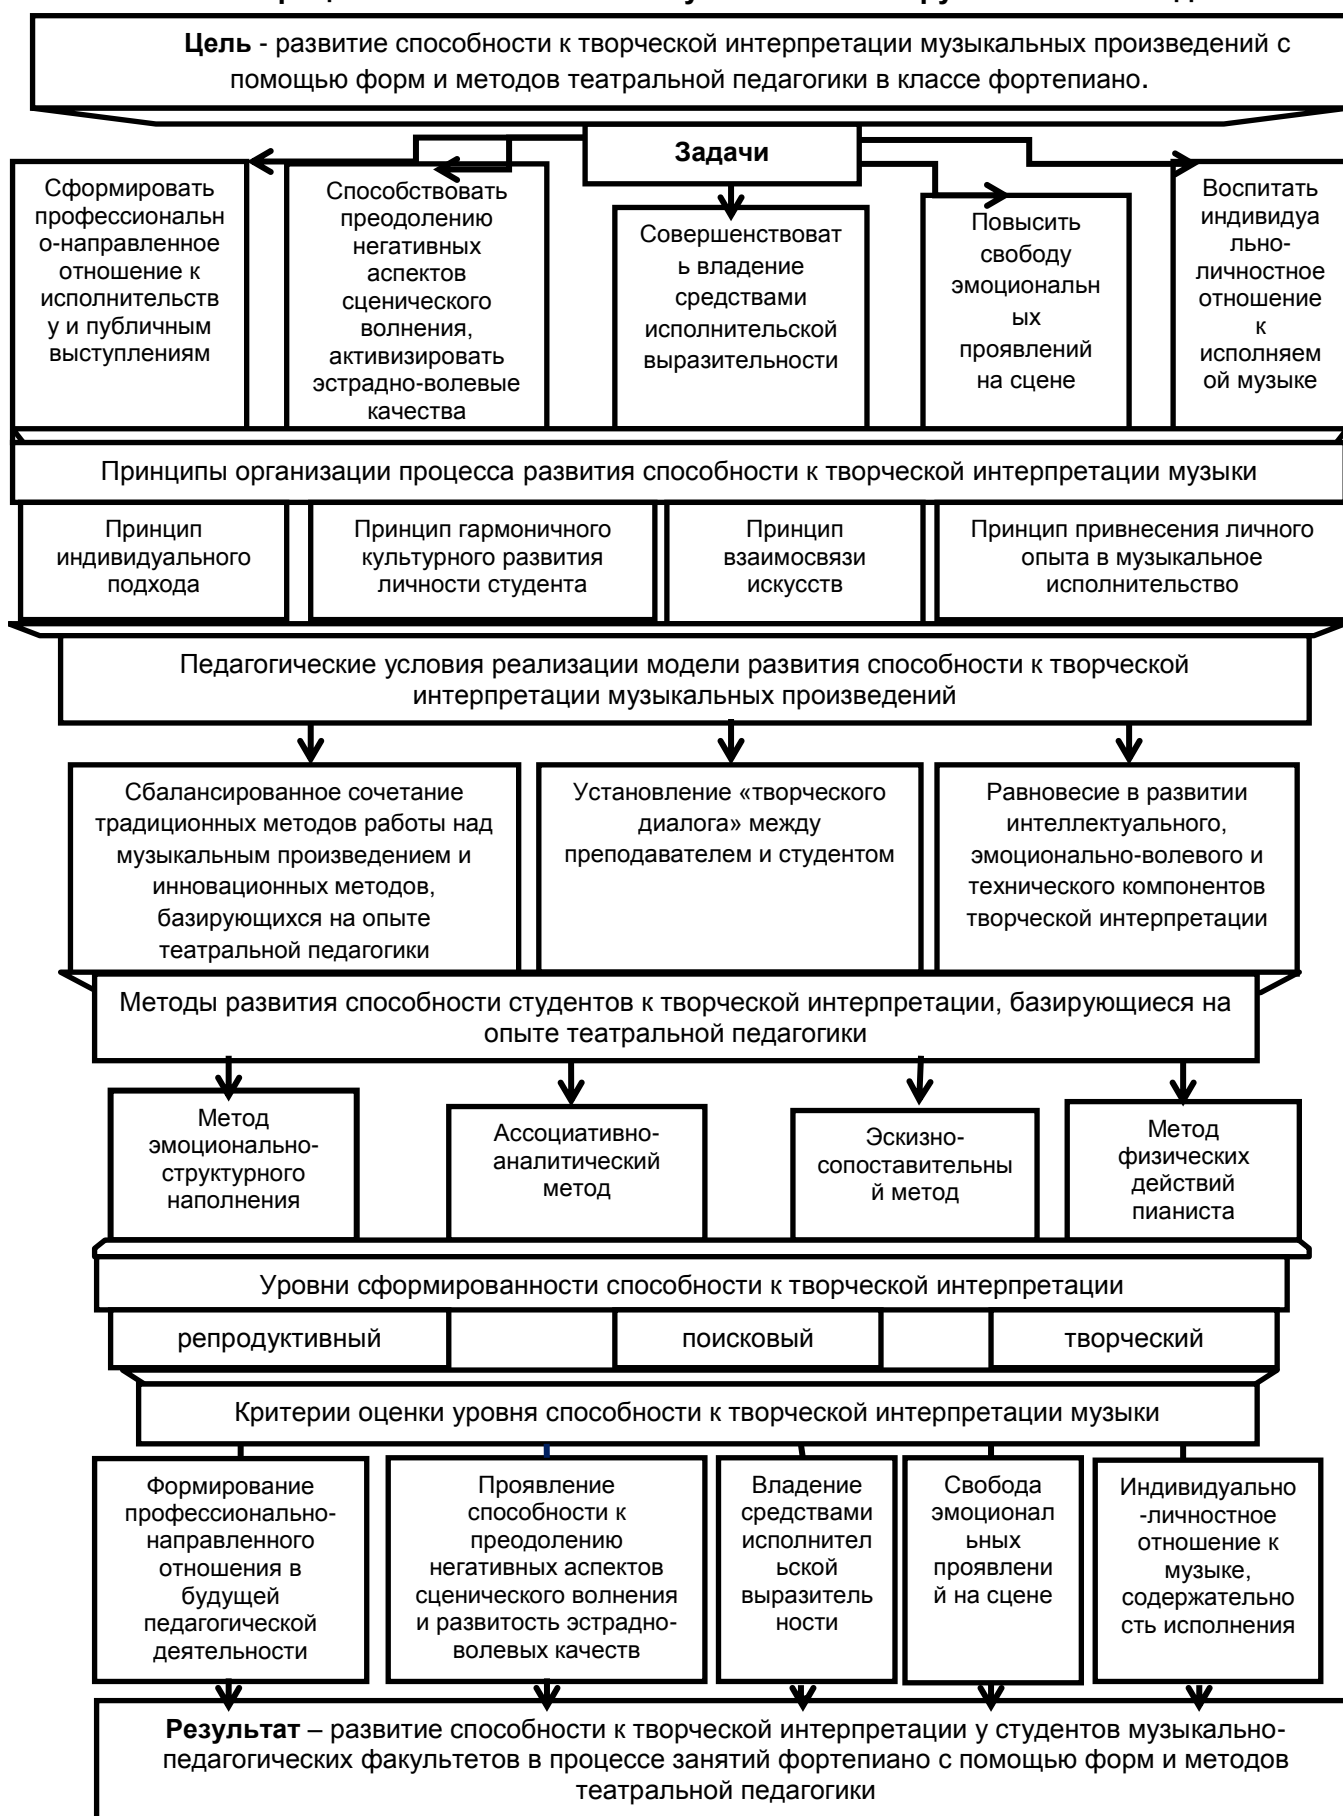 Цель - развитие способности к творческой интерпретации музыкальных произведений с
помощью форм и методов театральной педагогики в классе фортепиано.
Задачи
Сформировать
профессиональн
о-направленное
отношение к
исполнительств
у и публичным
выступлениям
Способствовать
преодолению
негативных
аспектов
сценического
волнения,
активизировать
эстрадно-волевые
качества
Совершенствоват
ь владение
средствами
исполнительской
выразительности
Повысить
свободу
эмоциональн
ых
проявлений
на сцене
Воспитать
индивидуа
льно-
личностное
отношение
к
исполняем
ой музыке
Принципы организации процесса развития способности к творческой интерпретации музыки
Принцип
индивидуального
подхода
Принцип гармоничного
культурного развития
личности студента
Принцип
взаимосвязи
искусств
Принцип привнесения личного
опыта в музыкальное
исполнительство
Педагогические условия реализации модели развития способности к творческой
интерпретации музыкальных произведений
Сбалансированное сочетание
традиционных методов работы над
музыкальным произведением и
инновационных методов,
базирующихся на опыте
театральной педагогики
Установление «творческого
диалога» между
преподавателем и студентом
Равновесие в развитии
интеллектуального,
эмоционально-волевого и
технического компонентов
творческой интерпретации
Методы развития способности студентов к творческой интерпретации, базирующиеся на
опыте театральной педагогики
Метод
эмоционально-
структурного
наполнения
Ассоциативно-
аналитический
метод
Эскизно-
сопоставительны
й метод
Метод
физических
действий
пианиста
Уровни сформированности способности к творческой интерпретации
репродуктивный
поисковый
творческий
Критерии оценки уровня способности к творческой интерпретации музыки
Формирование
профессионально-
направленного
отношения в
будущей
педагогической
деятельности
Проявление
способности к
преодолению
негативных аспектов
сценического волнения
и развитость эстрадно-
волевых качеств
Владение
средствами
исполнител
ьской
выразитель
ности
Свобода
эмоционал
ьных
проявлени
й на сцене
Индивидуально
-личностное
отношение к
музыке,
содержательно
сть исполнения
Результат – развитие способности к творческой интерпретации у студентов музыкально-
педагогических факультетов в процессе занятий фортепиано с помощью форм и методов
театральной педагогики